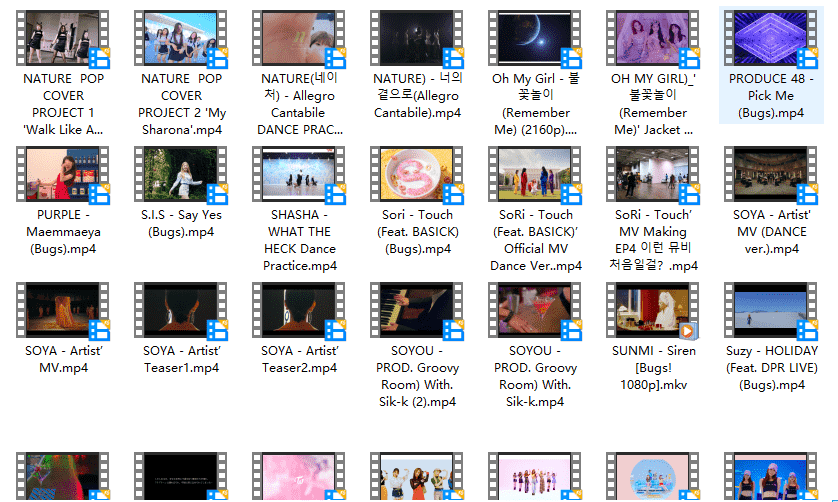 NATURE  POP
COVER
PROJECT 1
'Walk Like A...
NATURE  POP
COVER
PROJECT 2 'My
Sharona'.mp4
NATURE(네이
처) - Allegro
Cantabile
DANCE PRAC...
NATURE) - 너의
곁으로(Allegro
Cantabile).mp4
Oh My Girl - 불
꽃놀이
(Remember
Me) (2160p)....
OH MY GIRL)_'
불꽃놀이
(Remember
Me)' Jacket ...
PRODUCE 48 -
Pick Me
(Bugs).mp4
PURPLE -
Maemmaeya
(Bugs).mp4
S.I.S - Say Yes
(Bugs).mp4
SHASHA -
WHAT THE
HECK Dance
Practice.mp4
Sori - Touch
(Feat. BASICK)
(Bugs).mp4
SoRi - Touch
(Feat. BASICK)’
Official MV
Dance Ver..mp4
SoRi - Touch’
MV Making
EP4 이런 뮤비
처음일걸? .mp4
SOYA - Artist’
MV (DANCE
ver.).mp4
SOYA - Artist’
MV.mp4
SOYA - Artist’
Teaser1.mp4
SOYA - Artist’
Teaser2.mp4
SOYOU -
PROD. Groovy
Room) With.
Sik-k (2).mp4
SOYOU -
PROD. Groovy
Room) With.
Sik-k.mp4
SUNMI - Siren
[Bugs!
1080p].mkv
Suzy - HOLIDAY
(Feat. DPR LIVE)
(Bugs).mp4